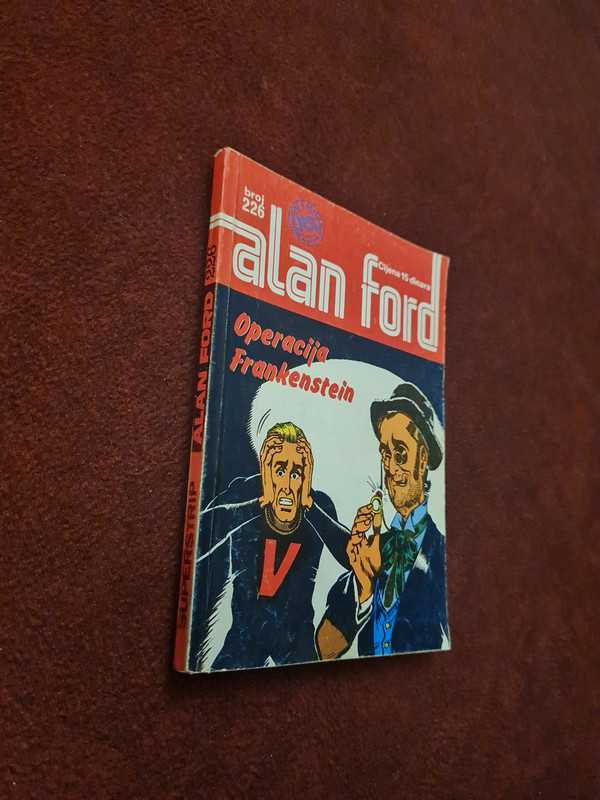 broj
226
alan ford
Cijena 15 dinara
Operacija
Frankenstein
V
SUPERSTRIP ALAN FORD 226